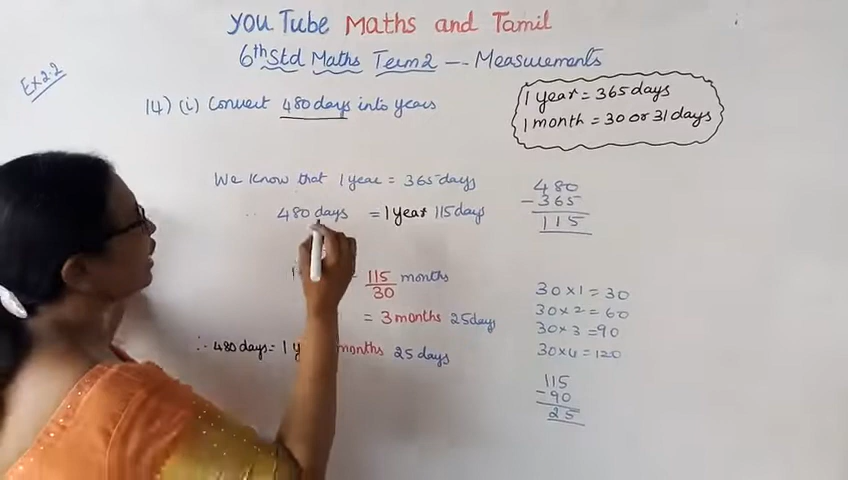 YouTube Maths and Tamil
6th Std Maths Term 2 - Measurements
Ex 2.2
14) (i) Convert 480 days into years
1 year = 365 days
1 month = 30 or 31 days
We know that 1 year = 365 days
480 days = 1 year 115 days
480
- 365
115
115/30 months
= 3 months 25 days
∴ 480 days = 1 y months 25 days
30 × 1 = 30
30 × 2 = 60
30 × 3 = 90
30 × 4 = 120
115
- 90
25